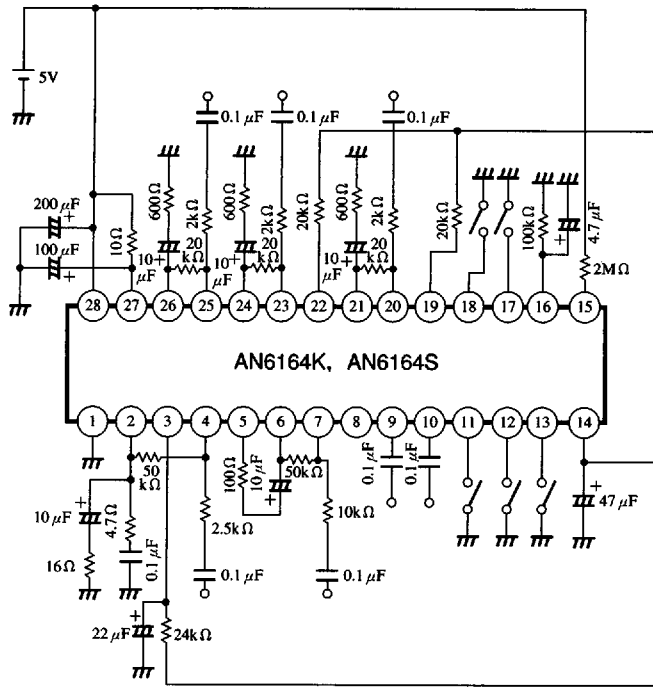 5V
0.1 μF
0.1 μF
0.1 μF
200 μF
+
100 μF
+
10Ω
600Ω
2kΩ
600Ω
2kΩ
20kΩ
600Ω
2kΩ
20kΩ
100kΩ
4.7 μF
+
10 +
μF
20
kΩ
10 +
μF
20
kΩ
10 +
μF
20
kΩ
2MΩ
28
27
26
25
24
23
22
21
20
19
18
17
16
15
AN6164K, AN6164S
1
2
3
4
5
6
7
8
9
10
11
12
13
14
50
kΩ
100Ω
10 μF
+
50kΩ
0.1 μF
0.1 μF
+
10 μF
4.7Ω
2.5kΩ
10kΩ
+
47 μF
16Ω
0.1 μF
0.1 μF
0.1 μF
+
22 μF
24kΩ